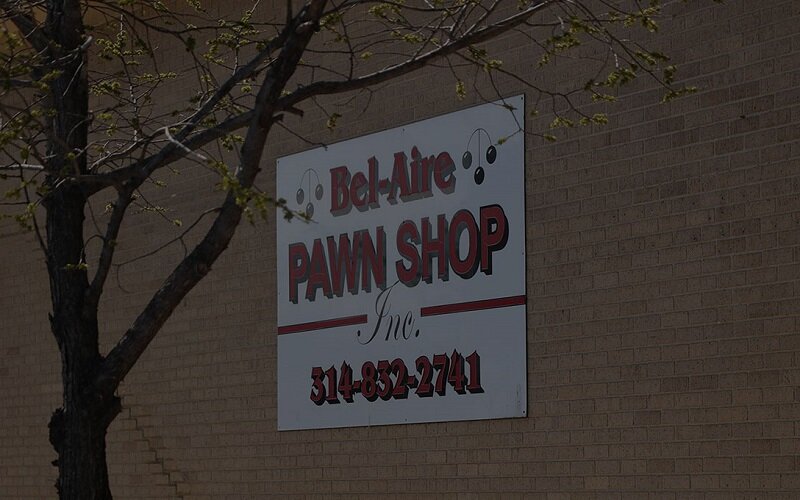 Bel-Aire
PAWN SHOP
Inc.
314-832-2741